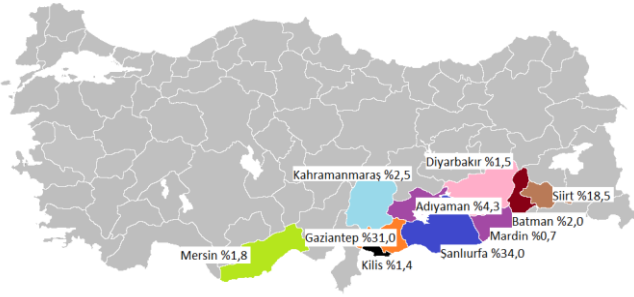 Diyarbakır %1,5
Kahramanmaraş %2,5
Siirt %18,5
Adıyaman %4,3
Batman %2,0
Gaziantep %31,0
Mardin %0,7
Mersin %1,8
Şanlıurfa %34,0
Kilis %1,4